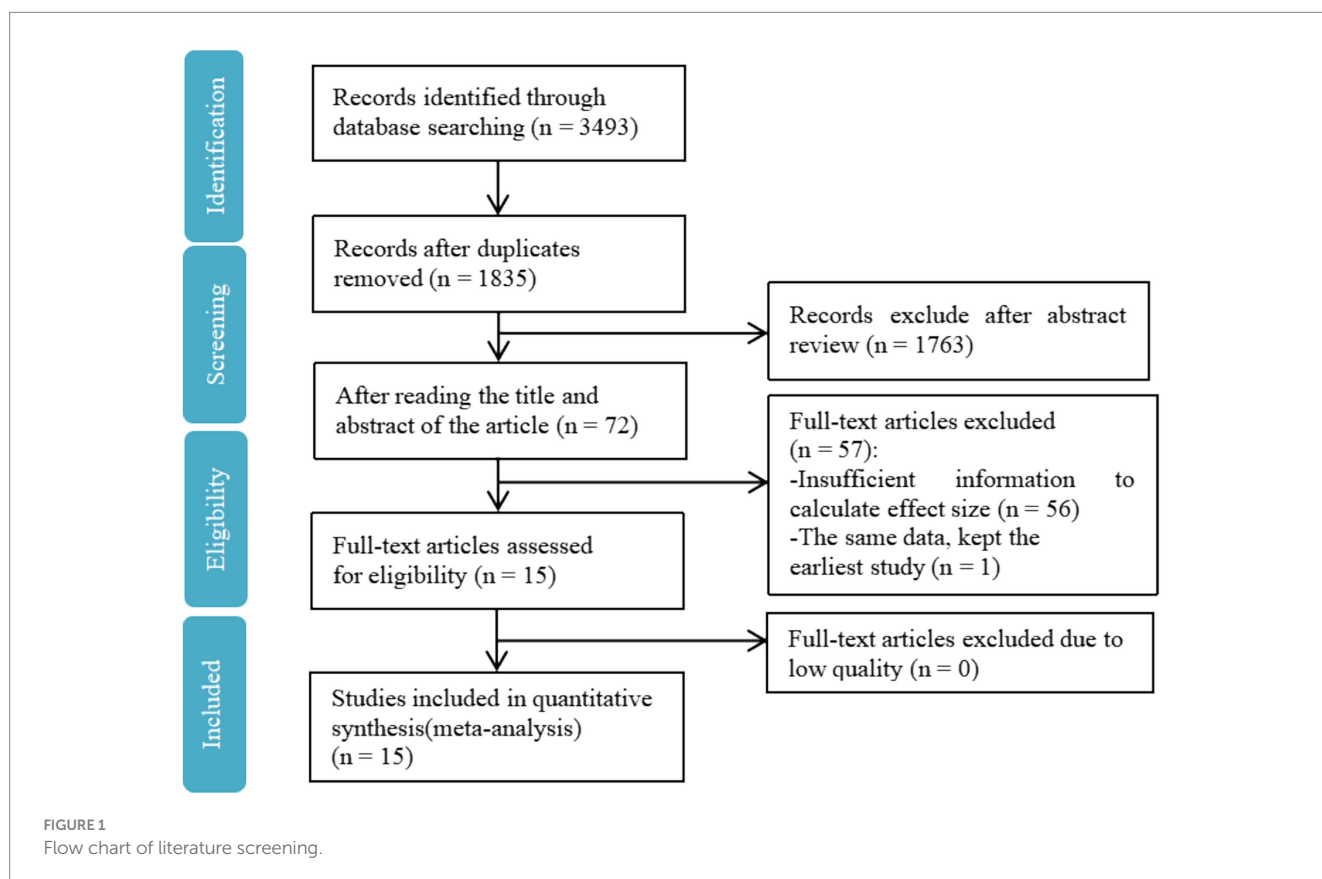 Identification
Records identified through
database searching (n = 3493)
Records after duplicates
removed (n = 1835)
Screening
Records exclude after abstract
review (n = 1763)
After reading the title and
abstract of the article (n = 72)
Eligibility
Full-text articles excluded
(n = 57):
-Insufficient information to
calculate effect size (n = 56)
-The same data, kept the
earliest study (n = 1)
Full-text articles assessed
for eligibility (n = 15)
Included
Full-text articles excluded due to
low quality (n = 0)
Studies included in quantitative
synthesis(meta-analysis)
(n = 15)
FIGURE 1
Flow chart of literature screening.